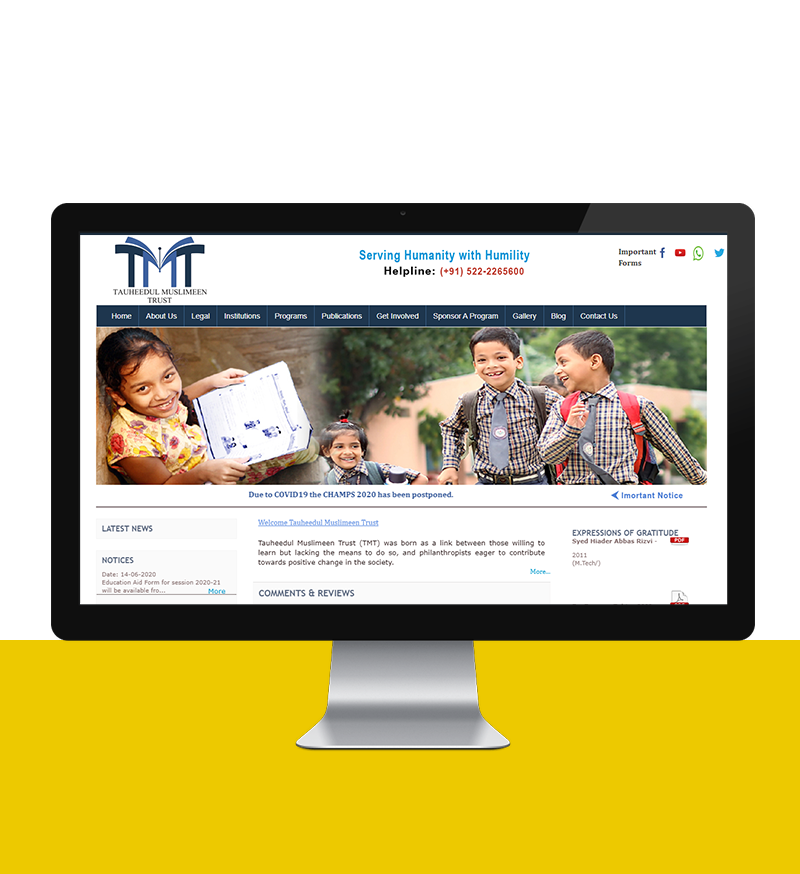 TMT
TAUHEEDUL MUSLIMEEN
TRUST
Serving Humanity with Humility
Helpline: (+91) 522-2265600
Important
Forms
Home About Us Legal Institutions Programs Publications Get Involved Sponsor A Program Gallery Blog Contact Us
Due to COVID19 the CHAMPS 2020 has been postponed.
Imortant Notice
LATEST NEWS
NOTICES
Date: 14-06-2020
Education Aid Form for session 2020-21
will be available fro...
More
Welcome Tauheedul Muslimeen Trust
Tauheedul Muslimeen Trust (TMT) was born as a link between those willing to
learn but lacking the means to do so, and philanthropists eager to contribute
towards positive change in the society.
More...
COMMENTS & REVIEWS
EXPRESSIONS OF GRATITUDE
Syed Hiader Abbas Rizvi -
PDF
2011
(M.Tech/)